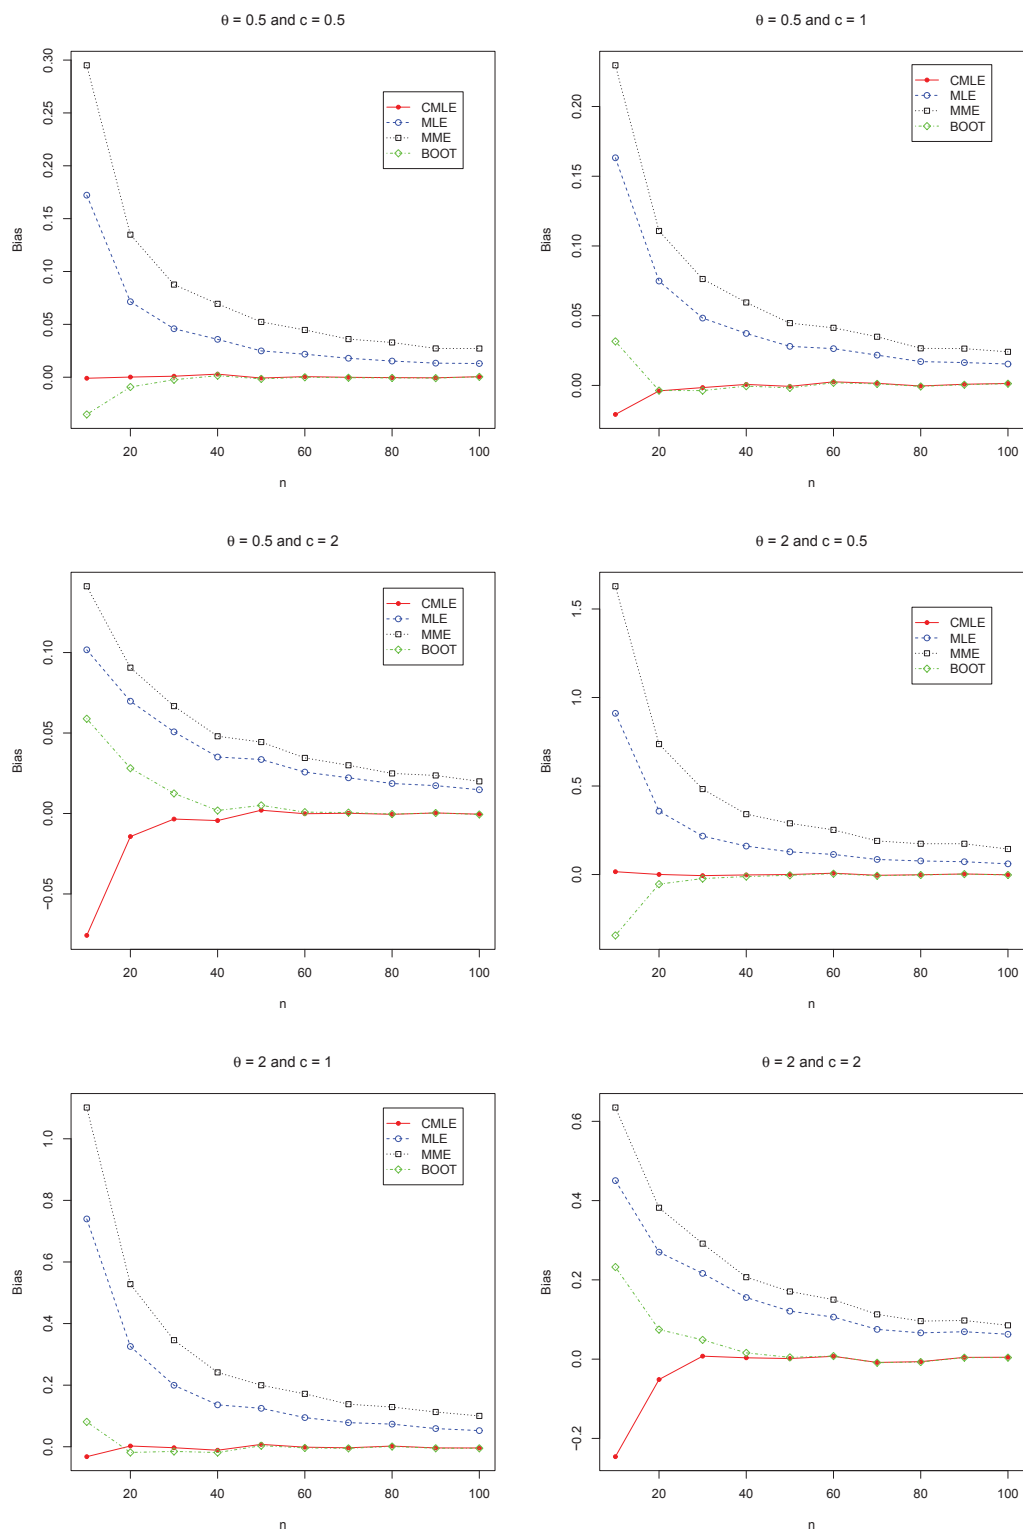 θ = 0.5 and c = 0.5
Bias
0.30
0.25
0.20
0.15
0.10
0.05
0.00
CMLE
MLE
MME
BOOT
20 40 60 80 100
n
θ = 0.5 and c = 1
Bias
0.20
0.15
0.10
0.05
0.00
CMLE
MLE
MME
BOOT
20 40 60 80 100
n
θ = 0.5 and c = 2
Bias
0.10
0.05
0.00
−0.05
CMLE
MLE
MME
BOOT
20 40 60 80 100
n
θ = 2 and c = 0.5
Bias
1.5
1.0
0.5
0.0
CMLE
MLE
MME
BOOT
20 40 60 80 100
n
θ = 2 and c = 1
Bias
1.0
0.8
0.6
0.4
0.2
0.0
CMLE
MLE
MME
BOOT
20 40 60 80 100
n
θ = 2 and c = 2
Bias
0.6
0.4
0.2
0.0
−0.2
20 40 60 80 100
n